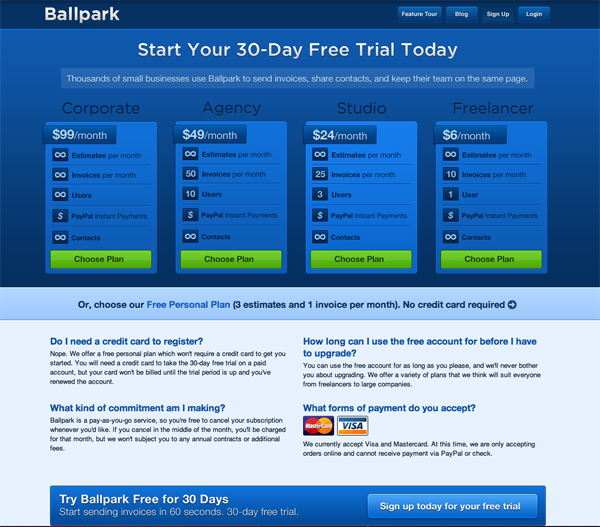 Ballpark
Feature Tour
Blog
Sign Up
Login
Start Your 30-Day Free Trial Today
Thousands of small businesses use Ballpark to send invoices, share contacts, and keep their team on the same page.
Corporate
$99/month
∞ Estimates per month
∞ Invoices per month
∞ Users
$ PayPal Instant Payments
∞ Contacts
Choose Plan
Agency
$49/month
∞ Estimates per month
50 Invoices per month
10 Users
$ PayPal Instant Payments
∞ Contacts
Choose Plan
Studio
$24/month
∞ Estimates per month
25 Invoices per month
3 Users
$ PayPal Instant Payments
∞ Contacts
Choose Plan
Freelancer
$6/month
∞ Estimates per month
10 Invoices per month
1 User
$ PayPal Instant Payments
∞ Contacts
Choose Plan
Or, choose our Free Personal Plan (3 estimates and 1 invoice per month). No credit card required
Do I need a credit card to register?
Nope. We offer a free personal plan which won't require a credit card to get you
started. You will need a credit card to take the 30-day free trial on a paid
account, but your card won't be billed until the trial period is up and you've
renewed the account.
How long can I use the free account for before I have
to upgrade?
You can use the free account for as long as you please, and we'll never bother
you about upgrading. We offer a variety of plans that we think will suit everyone
from freelancers to large companies.
What kind of commitment am I making?
Ballpark is a pay-as-you-go service, so you're free to cancel your subscription
whenever you'd like. If you cancel in the middle of the month, you'll be charged
for that month, but we won't subject you to any annual contracts or additional
fees.
What forms of payment do you accept?
MasterCard
VISA
We currently accept Visa and Mastercard. At this time, we are only accepting
orders online and cannot receive payment via PayPal or check.
Try Ballpark Free for 30 Days
Start sending invoices in 60 seconds. 30-day free trial.
Sign up today for your free trial